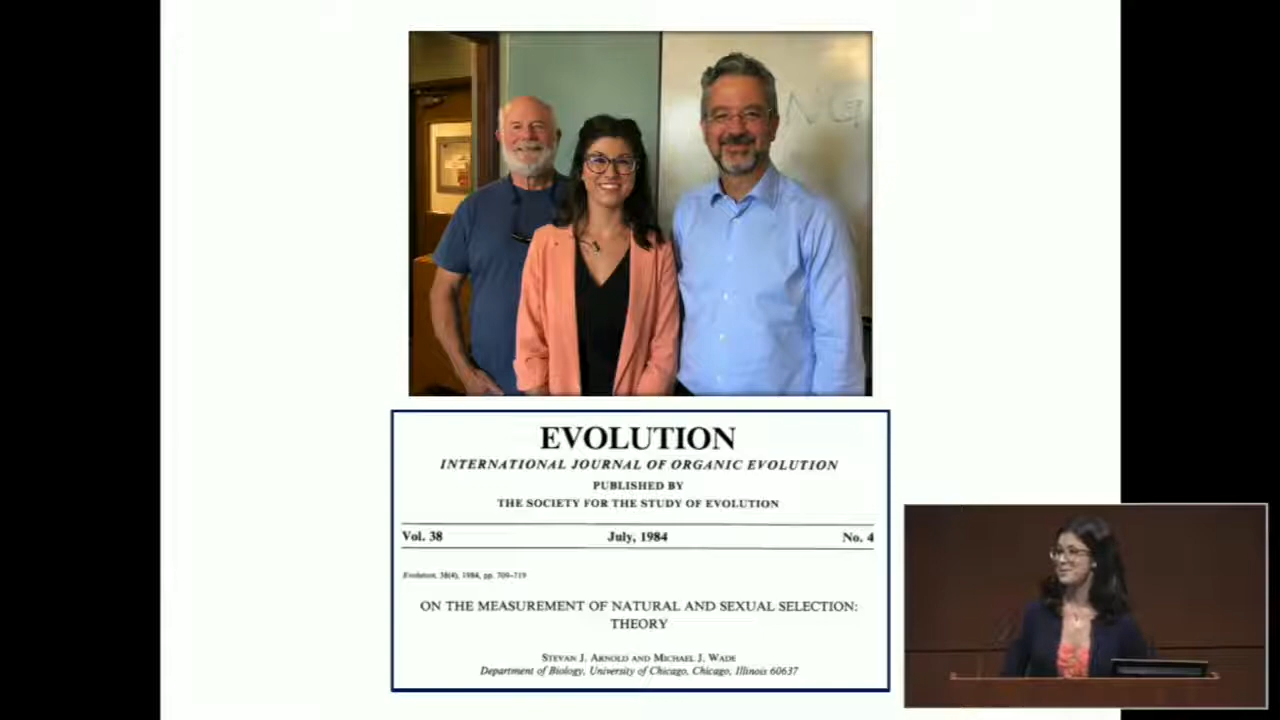 NG
EVOLUTION
INTERNATIONAL JOURNAL OF ORGANIC EVOLUTION
PUBLISHED BY
THE SOCIETY FOR THE STUDY OF EVOLUTION
Vol. 38 July, 1984 No. 4
Evolution, 38(4), 1984, pp. 709–719
ON THE MEASUREMENT OF NATURAL AND SEXUAL SELECTION:
THEORY
STEVAN J. ARNOLD AND MICHAEL J. WADE
Department of Biology, University of Chicago, Chicago, Illinois 60637